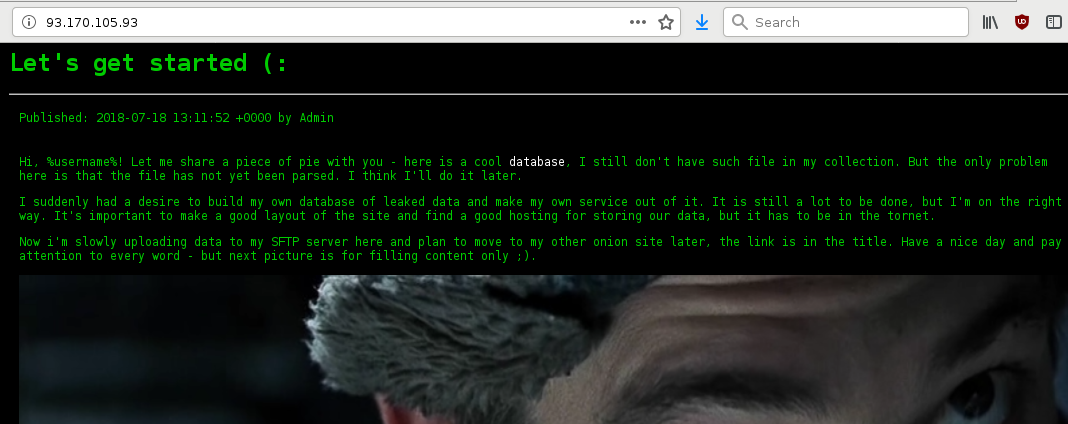 93.170.105.93
Search
Let's get started (:
Published: 2018-07-18 13:11:52 +0000 by Admin
Hi, %username%! Let me share a piece of pie with you - here is a cool database, I still don't have such file in my collection. But the only problem
here is that the file has not yet been parsed. I think I'll do it later.
I suddenly had a desire to build my own database of leaked data and make my own service out of it. It is still a lot to be done, but I'm on the right
way. It's important to make a good layout of the site and find a good hosting for storing our data, but it has to be in the tornet.
Now i'm slowly uploading data to my SFTP server here and plan to move to my other onion site later, the link is in the title. Have a nice day and pay
attention to every word - but next picture is for filling content only ;).